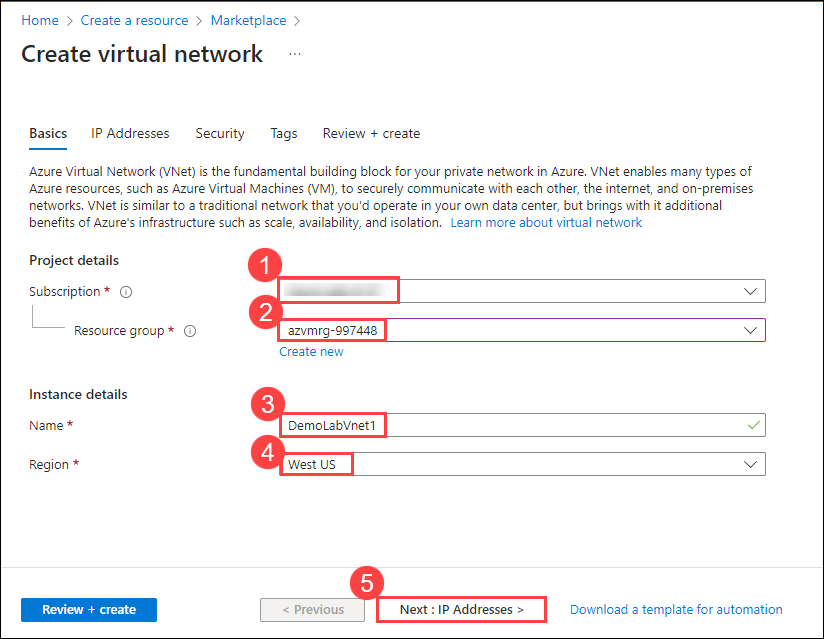 Home > Create a resource > Marketplace >
Create virtual network ...
Basics IP Addresses Security Tags Review + create
Azure Virtual Network (VNet) is the fundamental building block for your private network in Azure. VNet enables many types of
Azure resources, such as Azure Virtual Machines (VM), to securely communicate with each other, the internet, and on-premises
networks. VNet is similar to a traditional network that you'd operate in your own data center, but brings with it additional
benefits of Azure's infrastructure such as scale, availability, and isolation. Learn more about virtual network
Project details
1
Subscription *
2
Resource group * azvmrg-997448
Create new
Instance details
3
Name * DemoLabVnet1
4
Region * West US
5
Review + create < Previous Next : IP Addresses > Download a template for automation